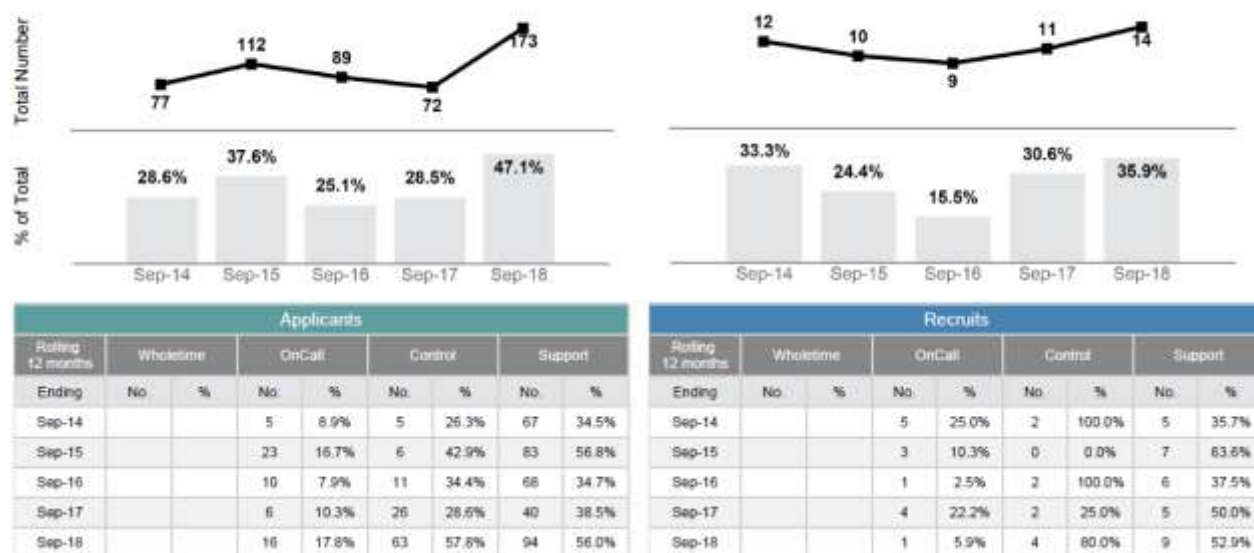 Total Number
77
112
89
72
173
12
10
9
11
14
% of Total
28.6%
37.6%
25.1%
28.5%
47.1%
33.3%
24.4%
15.5%
30.6%
35.9%
Sep-14 Sep-15 Sep-16 Sep-17 Sep-18
Sep-14 Sep-15 Sep-16 Sep-17 Sep-18
Applicants
Rolling 12 months Wholetime OnCall Control Support
Ending No. % No. % No. % No. %
Sep-14 5 8.9% 5 26.3% 67 34.5%
Sep-15 23 16.7% 6 42.9% 83 56.8%
Sep-16 10 7.9% 11 34.4% 68 34.7%
Sep-17 6 10.3% 26 28.6% 40 38.5%
Sep-18 16 17.8% 63 57.8% 94 56.0%
Recruits
Rolling 12 months Wholetime OnCall Control Support
Ending No. % No. % No. % No. %
Sep-14 5 25.0% 2 100.0% 5 35.7%
Sep-15 3 10.3% 0 0.0% 7 63.6%
Sep-16 1 2.5% 2 100.0% 6 37.5%
Sep-17 4 22.2% 2 25.0% 5 50.0%
Sep-18 1 5.9% 4 80.0% 9 52.9%